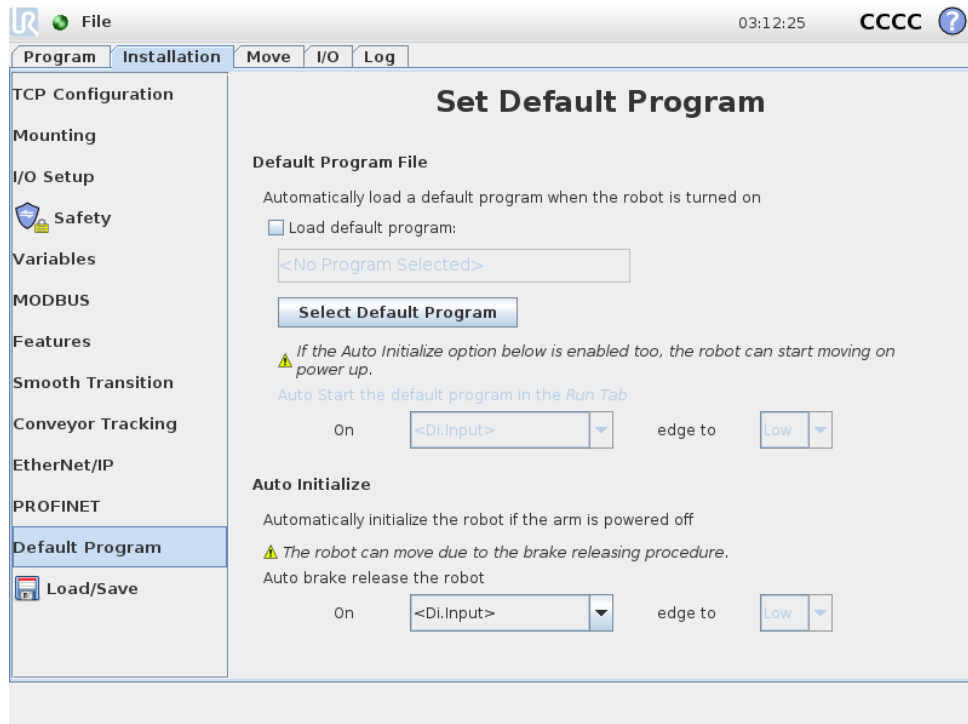 UR File 03:12:25 CCCC ?
Program Installation Move I/O Log
TCP Configuration
Mounting
I/O Setup
Safety
Variables
MODBUS
Features
Smooth Transition
Conveyor Tracking
EtherNet/IP
PROFINET
Default Program
Load/Save
Set Default Program
Default Program File
Automatically load a default program when the robot is turned on
Load default program:
<No Program Selected>
Select Default Program
If the Auto Initialize option below is enabled too, the robot can start moving on
power up.
Auto Start the default program in the Run Tab
On <Di.Input> edge to Low
Auto Initialize
Automatically initialize the robot if the arm is powered off
The robot can move due to the brake releasing procedure.
Auto brake release the robot
On <Di.Input> edge to Low